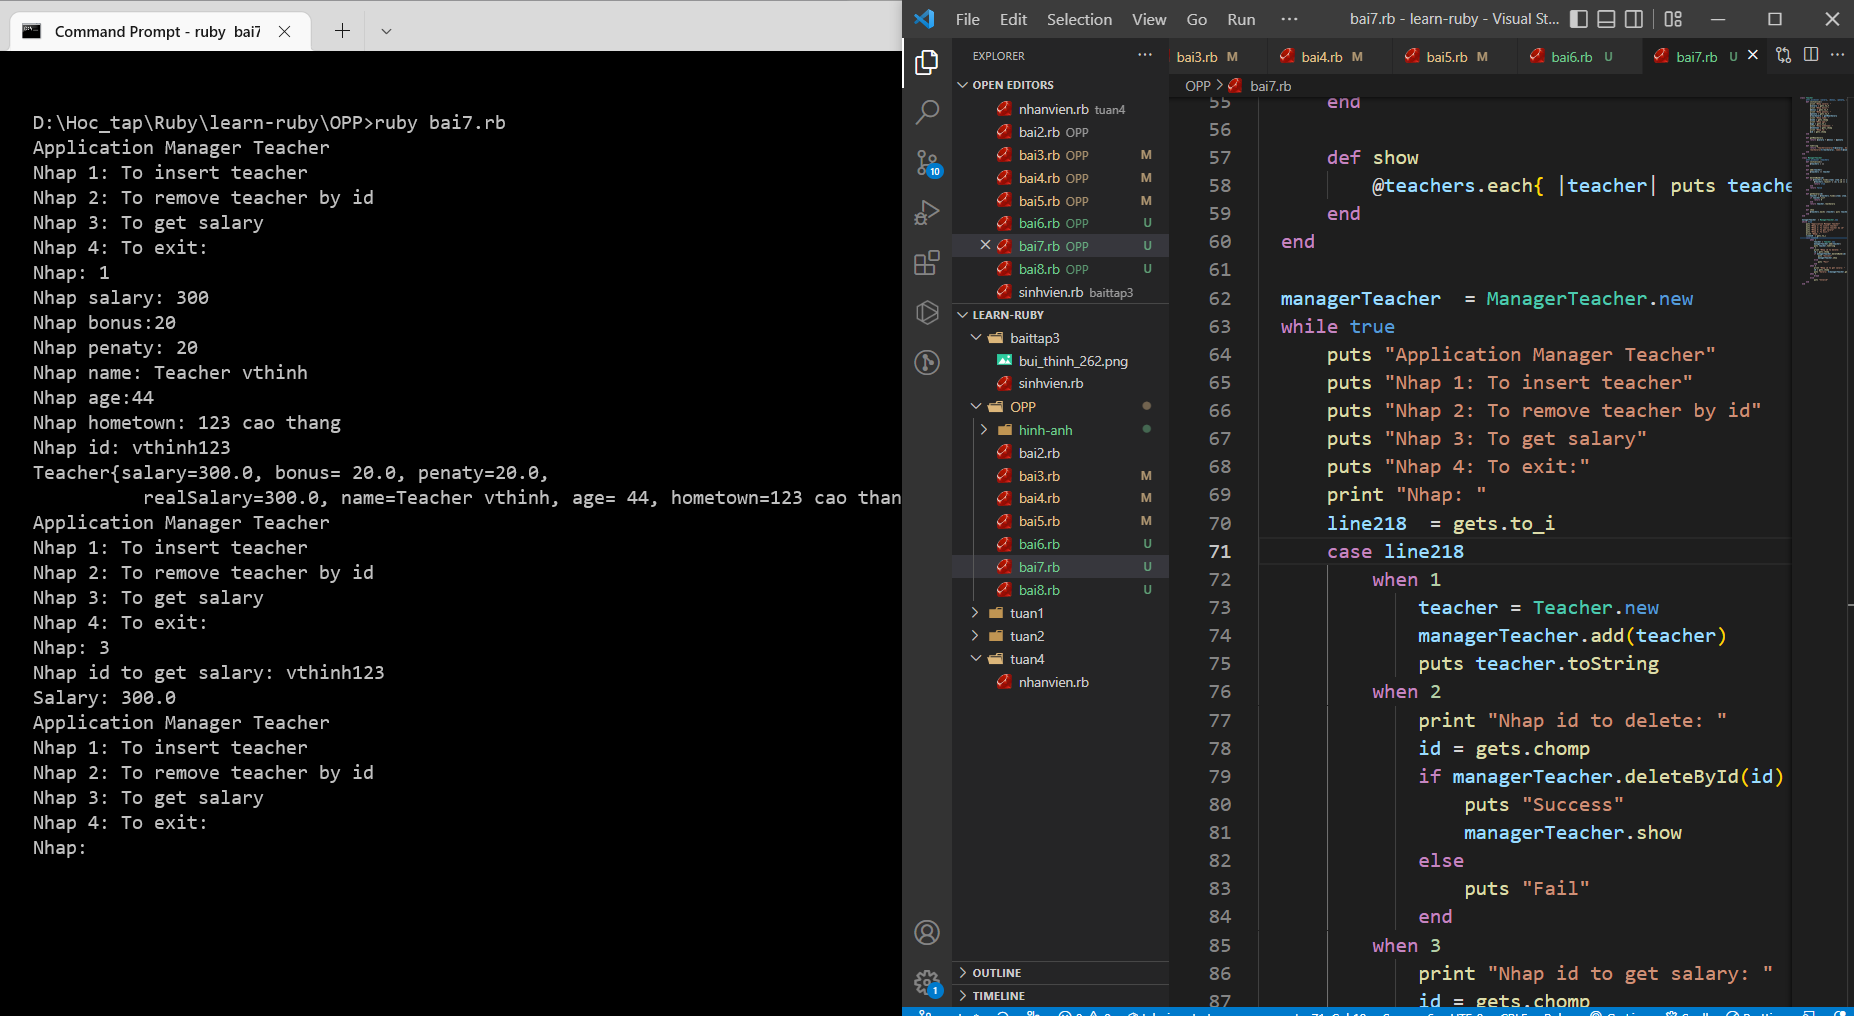 Command Prompt - ruby bai7
D:\Hoc_tap\Ruby\learn-ruby\OPP>ruby bai7.rb
Application Manager Teacher
Nhap 1: To insert teacher
Nhap 2: To remove teacher by id
Nhap 3: To get salary
Nhap 4: To exit:
Nhap: 1
Nhap salary: 300
Nhap bonus:20
Nhap penaty: 20
Nhap name: Teacher vthinh
Nhap age:44
Nhap hometown: 123 cao thang
Nhap id: vthinh123
Teacher{salary=300.0, bonus= 20.0, penaty=20.0,
realSalary=300.0, name=Teacher vthinh, age= 44, hometown=123 cao than
Application Manager Teacher
Nhap 1: To insert teacher
Nhap 2: To remove teacher by id
Nhap 3: To get salary
Nhap 4: To exit:
Nhap: 3
Nhap id to get salary: vthinh123
Salary: 300.0
Application Manager Teacher
Nhap 1: To insert teacher
Nhap 2: To remove teacher by id
Nhap 3: To get salary
Nhap 4: To exit:
Nhap:
File Edit Selection View Go Run ··· bai7.rb - learn-ruby - Visual St...
10
1
EXPLORER ···
OPEN EDITORS
nhanvien.rb tuan4
bai2.rb OPP
bai3.rb OPP M
bai4.rb OPP M
bai5.rb OPP M
bai6.rb OPP U
bai7.rb OPP U
bai8.rb OPP U
sinhvien.rb baittap3
LEARN-RUBY
baittap3
bui_thinh_262.png
sinhvien.rb
OPP
hinh-anh
bai2.rb
bai3.rb M
bai4.rb M
bai5.rb M
bai6.rb U
bai7.rb U
bai8.rb U
tuan1
tuan2
tuan4
nhanvien.rb
OUTLINE
TIMELINE
bai3.rb M bai4.rb M bai5.rb M bai6.rb U bai7.rb U
OPP > bai7.rb
55 end
56
57 def show
58 @teachers.each{ |teacher| puts teache
59 end
60 end
61
62 managerTeacher = ManagerTeacher.new
63 while true
64 puts "Application Manager Teacher"
65 puts "Nhap 1: To insert teacher"
66 puts "Nhap 2: To remove teacher by id"
67 puts "Nhap 3: To get salary"
68 puts "Nhap 4: To exit:"
69 print "Nhap: "
70 line218 = gets.to_i
71 case line218
72 when 1
73 teacher = Teacher.new
74 managerTeacher.add(teacher)
75 puts teacher.toString
76 when 2
77 print "Nhap id to delete: "
78 id = gets.chomp
79 if managerTeacher.deleteById(id)
80 puts "Success"
81 managerTeacher.show
82 else
83 puts "Fail"
84 end
85 when 3
86 print "Nhap id to get salary: "
87 id = gets.chomp